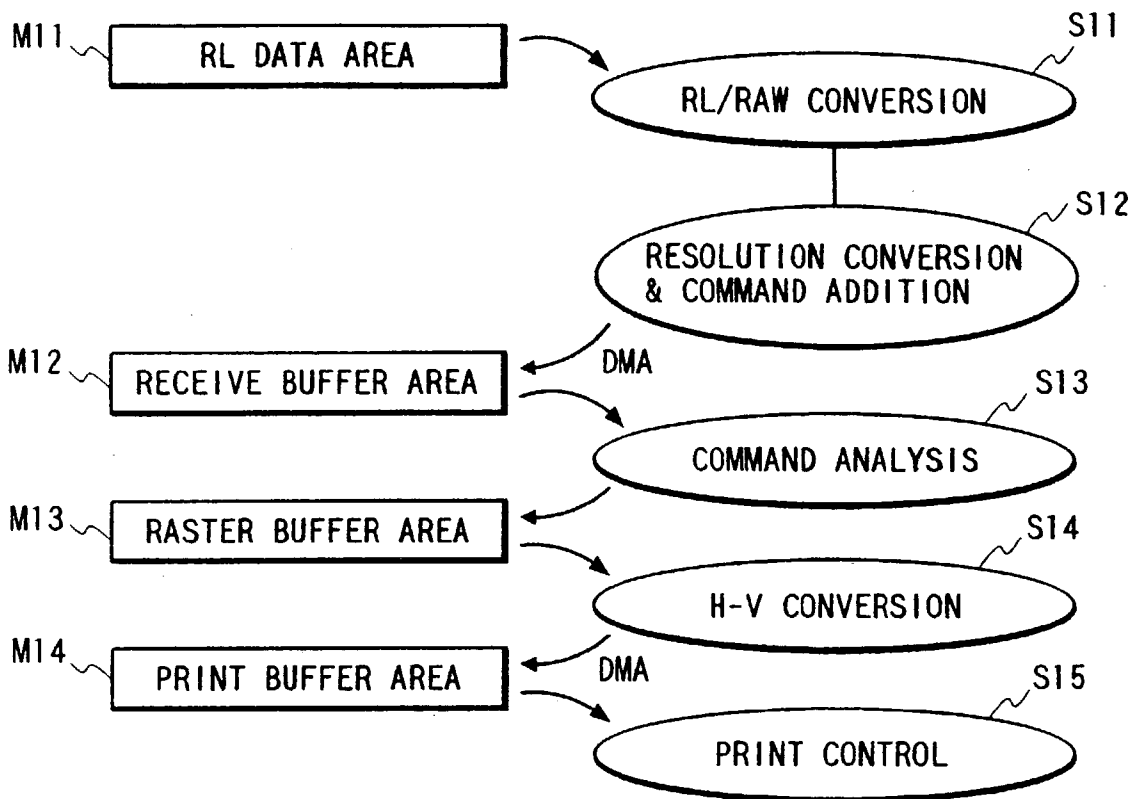 M11
RL DATA AREA
S11
RL/RAW CONVERSION
S12
RESOLUTION CONVERSION
& COMMAND ADDITION
DMA
M12
RECEIVE BUFFER AREA
S13
COMMAND ANALYSIS
M13
RASTER BUFFER AREA
S14
H-V CONVERSION
M14
PRINT BUFFER AREA
DMA
S15
PRINT CONTROL